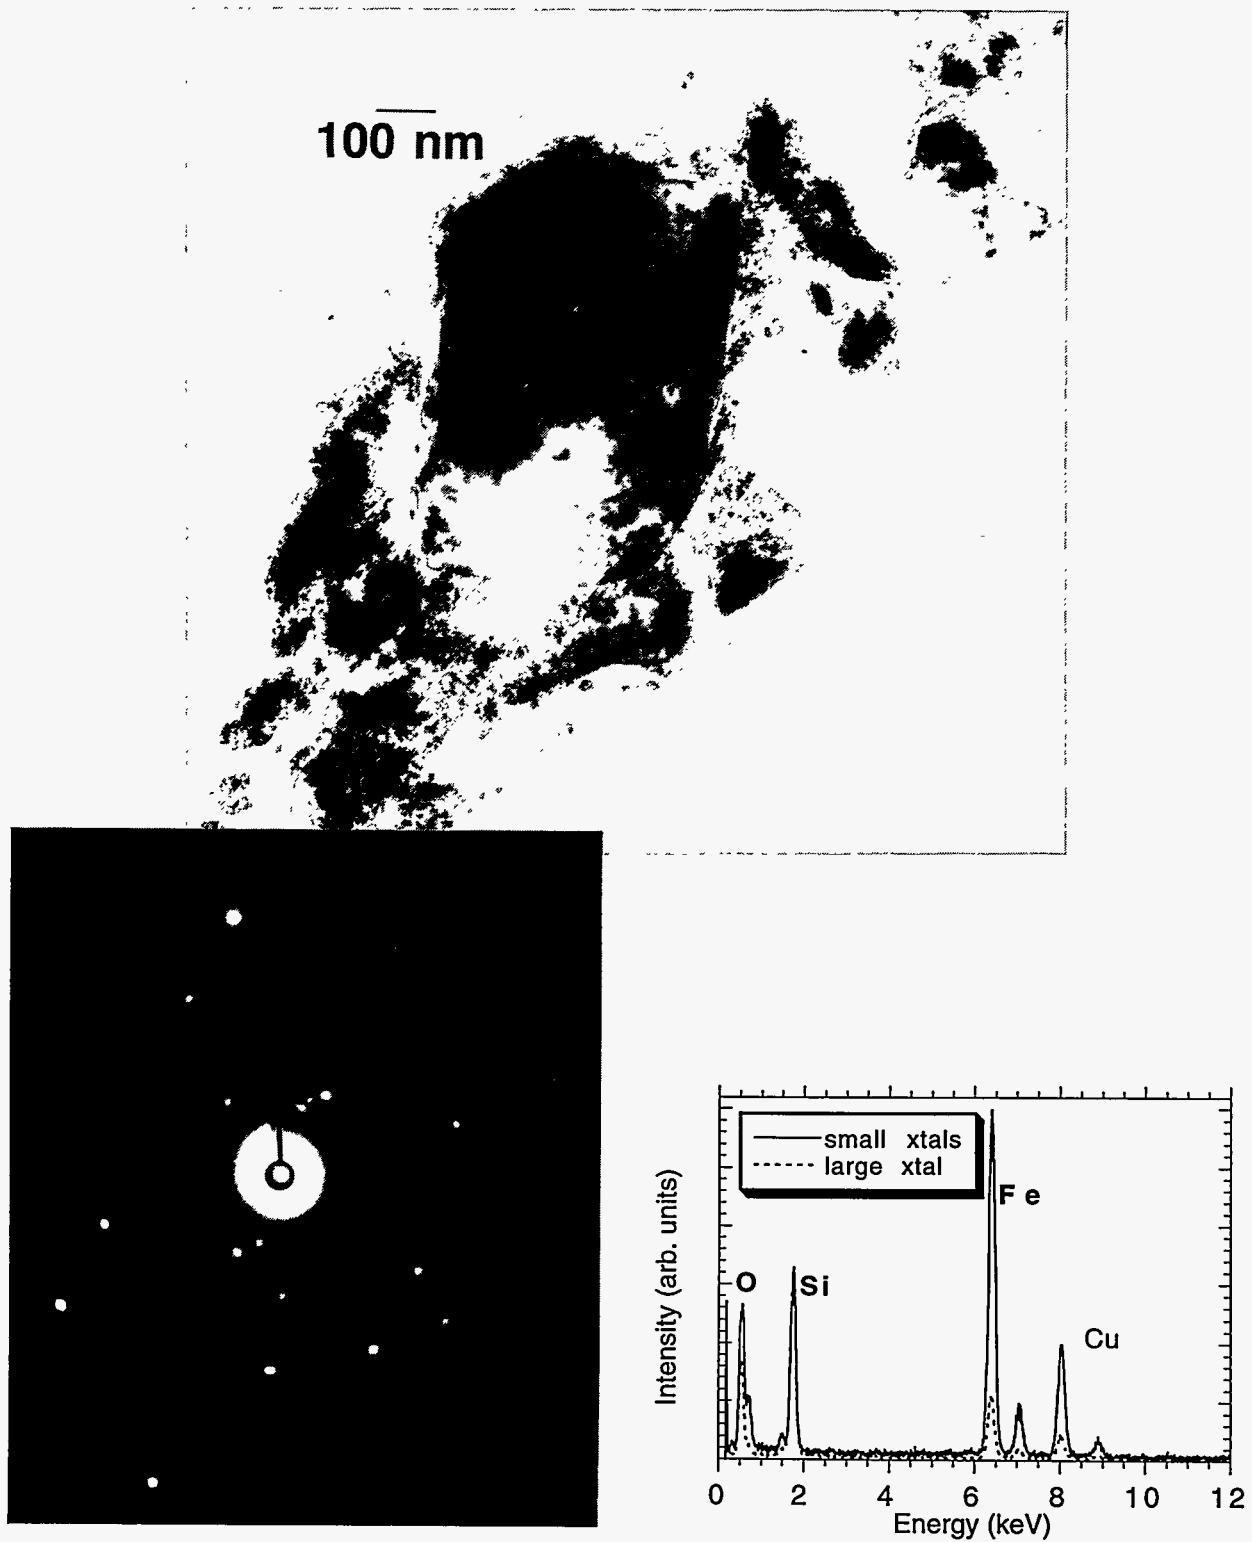 100 nm
small xtals
large xtal
Fe
O
Si
Cu
Intensity (arb. units)
0 2 4 6 8 10 12
Energy (keV)